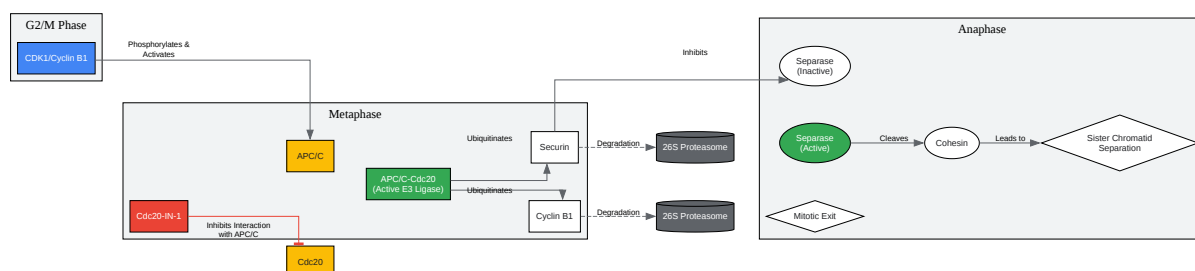 G2/M Phase
CDK1/Cyclin B1
Phosphorylates &
Activates
Metaphase
APC/C
APC/C-Cdc20
(Active E3 Ligase)
Ubiquitinates
Ubiquitinates
Securin
Cyclin B1
Cdc20-IN-1
Inhibits Interaction
with APC/C
Cdc20
Inhibits
Degradation
26S Proteasome
Degradation
26S Proteasome
Anaphase
Separase
(Inactive)
Separase
(Active)
Cleaves
Cohesin
Leads to
Sister Chromatid
Separation
Mitotic Exit